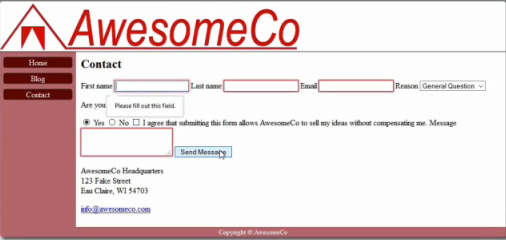 AwesomeCo
Home
Blog
Contact
Contact
First name Last name Email Reason General Question
Are you
Please fill out this field.
Yes No I agree that submitting this form allows AwesomeCo to sell my ideas without compensating me. Message
Send Message
AwesomeCo Headquarters
123 Fake Street
Eau Claire, WI 54703
info@awesomeco.com
Copyright © AwesomeCo